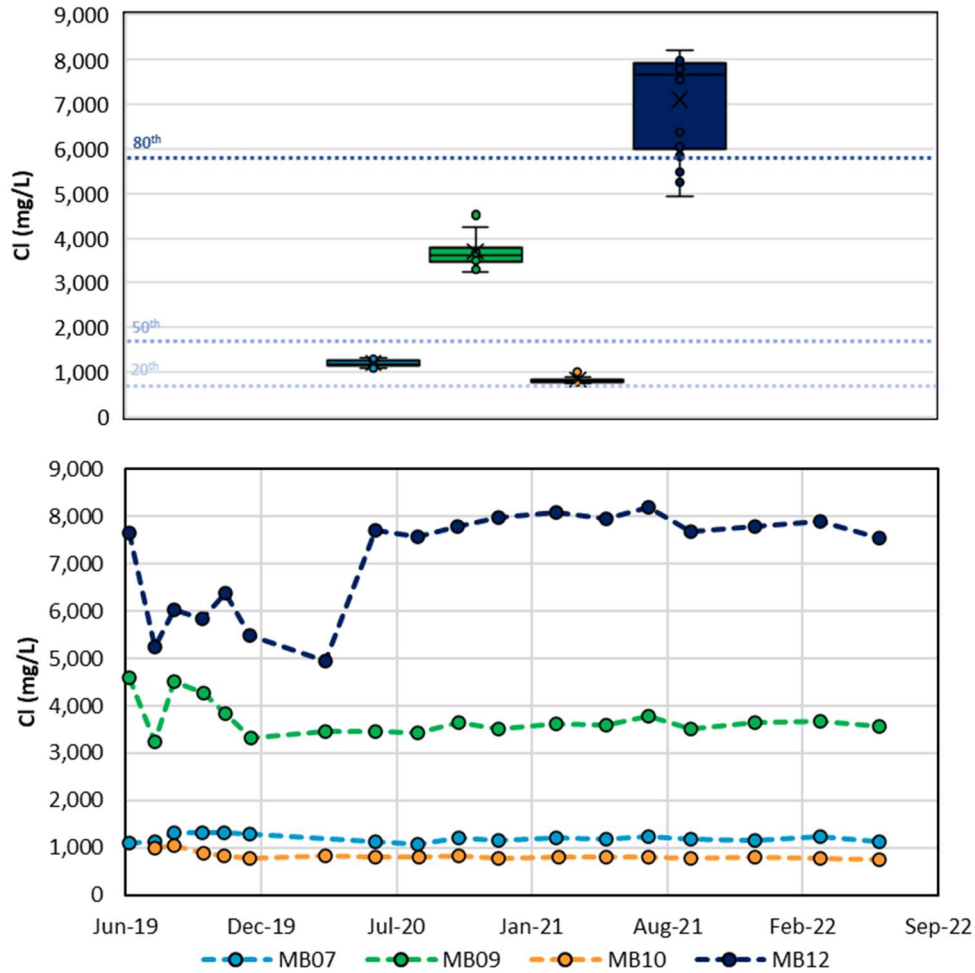 9,000
8,000
7,000
6,000
5,000
4,000
3,000
2,000
1,000
0
Cl (mg/L)
80th
50th
20th
9,000
8,000
7,000
6,000
5,000
4,000
3,000
2,000
1,000
0
Cl (mg/L)
Jun-19 Dec-19 Jul-20 Jan-21 Aug-21 Feb-22 Sep-22
MB07 MB09 MB10 MB12